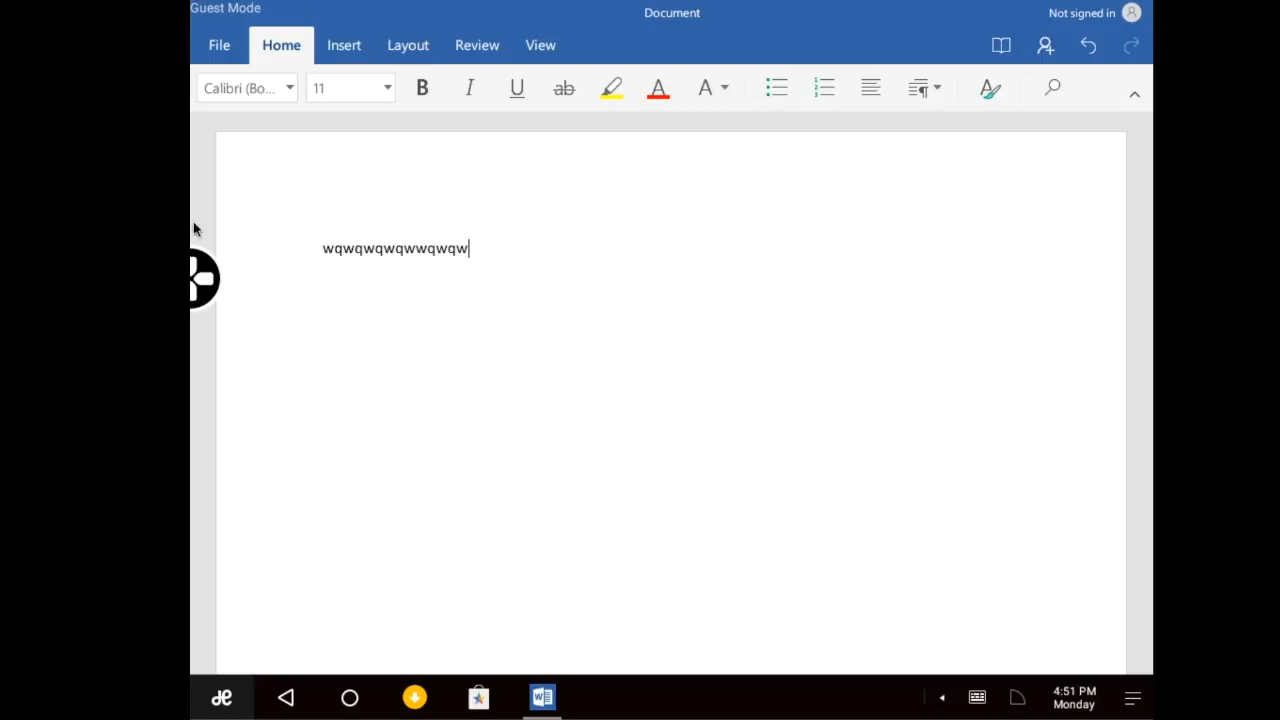 Guest Mode
Document
Not signed in
File Home Insert Layout Review View
Calibri (Bo... 11 B I U ab A A
wqwqwqwqwwqwqw
4:51 PM
Monday